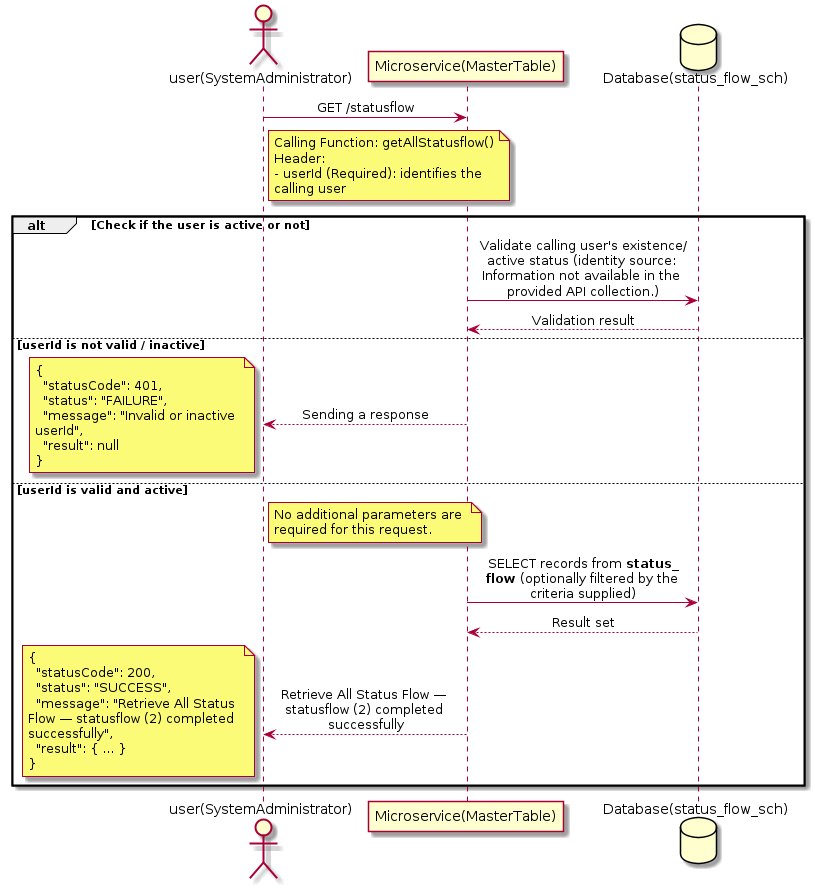 user(SystemAdministrator)
Microservice(MasterTable)
Database(status_flow_sch)
GET /statusflow
Calling Function: getAllStatusflow()
Header:
- userId (Required): identifies the
calling user
alt
[Check if the user is active or not]
Validate calling user's existence/
active status (identity source:
Information not available in the
provided API collection.)
Validation result
[userId is not valid / inactive]
{
"statusCode": 401,
"status": "FAILURE",
"message": "Invalid or inactive
userId",
"result": null
}
Sending a response
[userId is valid and active]
No additional parameters are
required for this request.
SELECT records from status_
flow (optionally filtered by the
criteria supplied)
Result set
{
"statusCode": 200,
"status": "SUCCESS",
"message": "Retrieve All Status
Flow — statusflow (2) completed
successfully",
"result": { ... }
}
Retrieve All Status Flow —
statusflow (2) completed
successfully
user(SystemAdministrator)
Microservice(MasterTable)
Database(status_flow_sch)